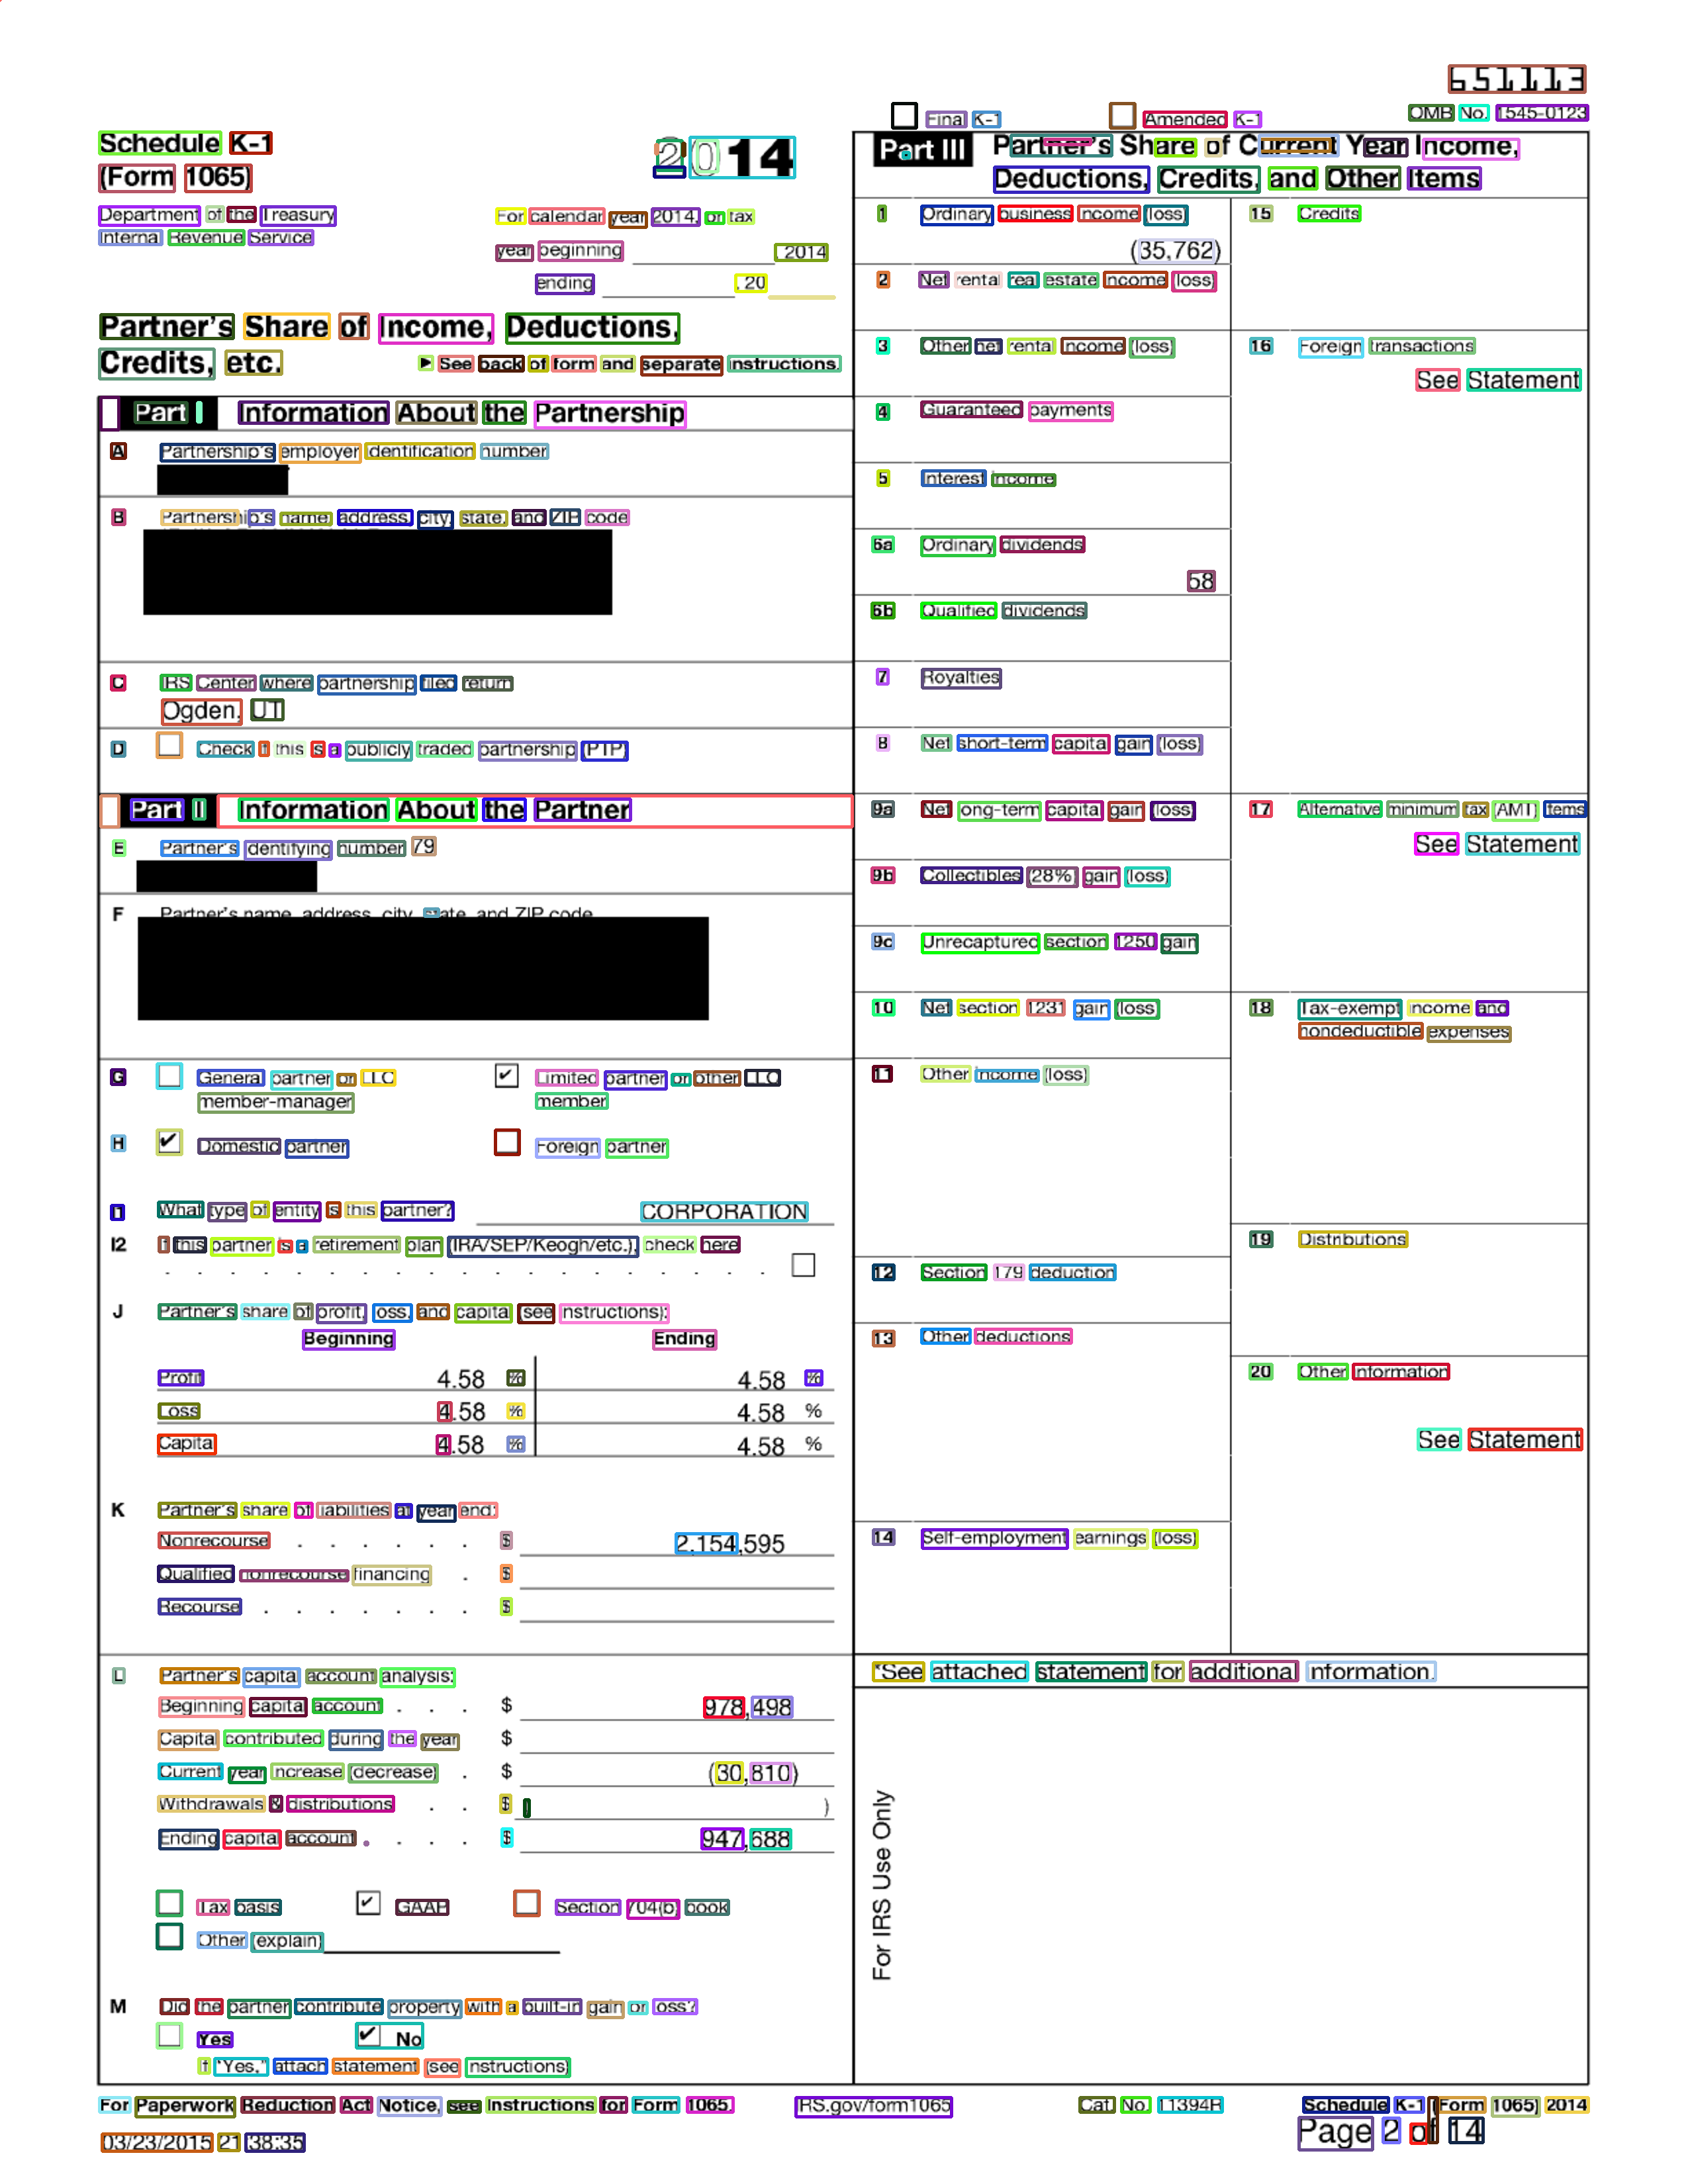 651113
Final K-1 Amended K-1 OMB No. 1545-0123
Schedule K-1
(Form 1065)
2014
Department of the Treasury
Internal Revenue Service
For calendar year 2014, or tax
year beginning 2014
ending , 20
Partner's Share of Income, Deductions,
Credits, etc. ► See back of form and separate instructions.
Part I Information About the Partnership
A Partnership's employer identification number
B Partnership's name, address, city, state, and ZIP code
C IRS Center where partnership filed return
Ogden, UT
D Check if this is a publicly traded partnership (PTP)
Part II Information About the Partner
E Partner's identifying number 79
F Partner's name, address, city, state, and ZIP code
G General partner or LLC
member-manager
✔ Limited partner or other LLC
member
H ✔ Domestic partner Foreign partner
I1 What type of entity is this partner? CORPORATION
I2 If this partner is a retirement plan (IRA/SEP/Keogh/etc.), check here
. . . . . . . . . . . . . . . . . . .
J Partner's share of profit, loss, and capital (see instructions):
Beginning Ending
Profit 4.58 % 4.58 %
Loss 4.58 % 4.58 %
Capital 4.58 % 4.58 %
K Partner's share of liabilities at year end:
Nonrecourse . . . . . . $ 2,154,595
Qualified nonrecourse financing . $
Recourse . . . . . . . $
L Partner's capital account analysis:
Beginning capital account . . . $ 978,498
Capital contributed during the year $
Current year increase (decrease) . $ (30,810)
Withdrawals & distributions . . $ ( )
Ending capital account . . . . $ 947,688
Tax basis ✔ GAAP Section 704(b) book
Other (explain)
M Did the partner contribute property with a built-in gain or loss?
Yes ✔ No
If "Yes," attach statement (see instructions)
Part III Partner's Share of Current Year Income,
Deductions, Credits, and Other Items
1 Ordinary business income (loss)
(35,762)
2 Net rental real estate income (loss)
3 Other net rental income (loss)
4 Guaranteed payments
5 Interest income
6a Ordinary dividends
58
6b Qualified dividends
7 Royalties
8 Net short-term capital gain (loss)
9a Net long-term capital gain (loss)
9b Collectibles (28%) gain (loss)
9c Unrecaptured section 1250 gain
10 Net section 1231 gain (loss)
11 Other income (loss)
12 Section 179 deduction
13 Other deductions
14 Self-employment earnings (loss)
15 Credits
16 Foreign transactions
See Statement
17 Alternative minimum tax (AMT) items
See Statement
18 Tax-exempt income and
nondeductible expenses
19 Distributions
20 Other information
See Statement
*See attached statement for additional information.
For IRS Use Only
For Paperwork Reduction Act Notice, see Instructions for Form 1065. IRS.gov/form1065 Cat. No. 11394R Schedule K-1 (Form 1065) 2014
Page 2 of 14
03/23/2015 21:38:35